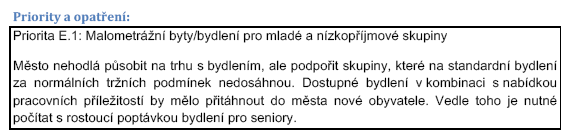 Priority a opatření:
Priorita E.1: Malometrážní byty/bydlení pro mladé a nízkopříjmové skupiny
Město nehodlá působit na trhu s bydlením, ale podpořit skupiny, které na standardní bydlení
za normálních tržních podmínek nedosáhnou. Dostupné bydlení v kombinaci s nabídkou
pracovních příležitostí by mělo přitáhnout do města nové obyvatele. Vedle toho je nutné
počítat s rostoucí poptávkou bydlení pro seniory.